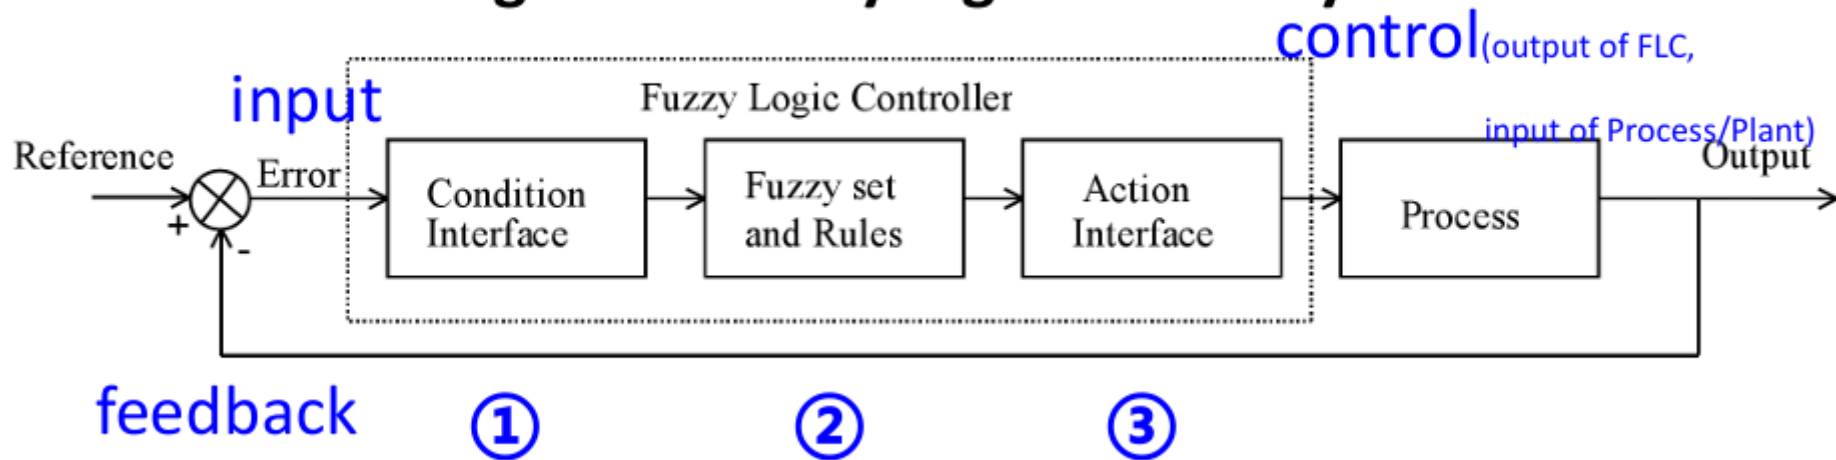 control(output of FLC,
input
Fuzzy Logic Controller
input of Process/Plant)
Reference
Error
Output
+
-
Condition
Interface
Fuzzy set
and Rules
Action
Interface
Process
feedback
①
②
③